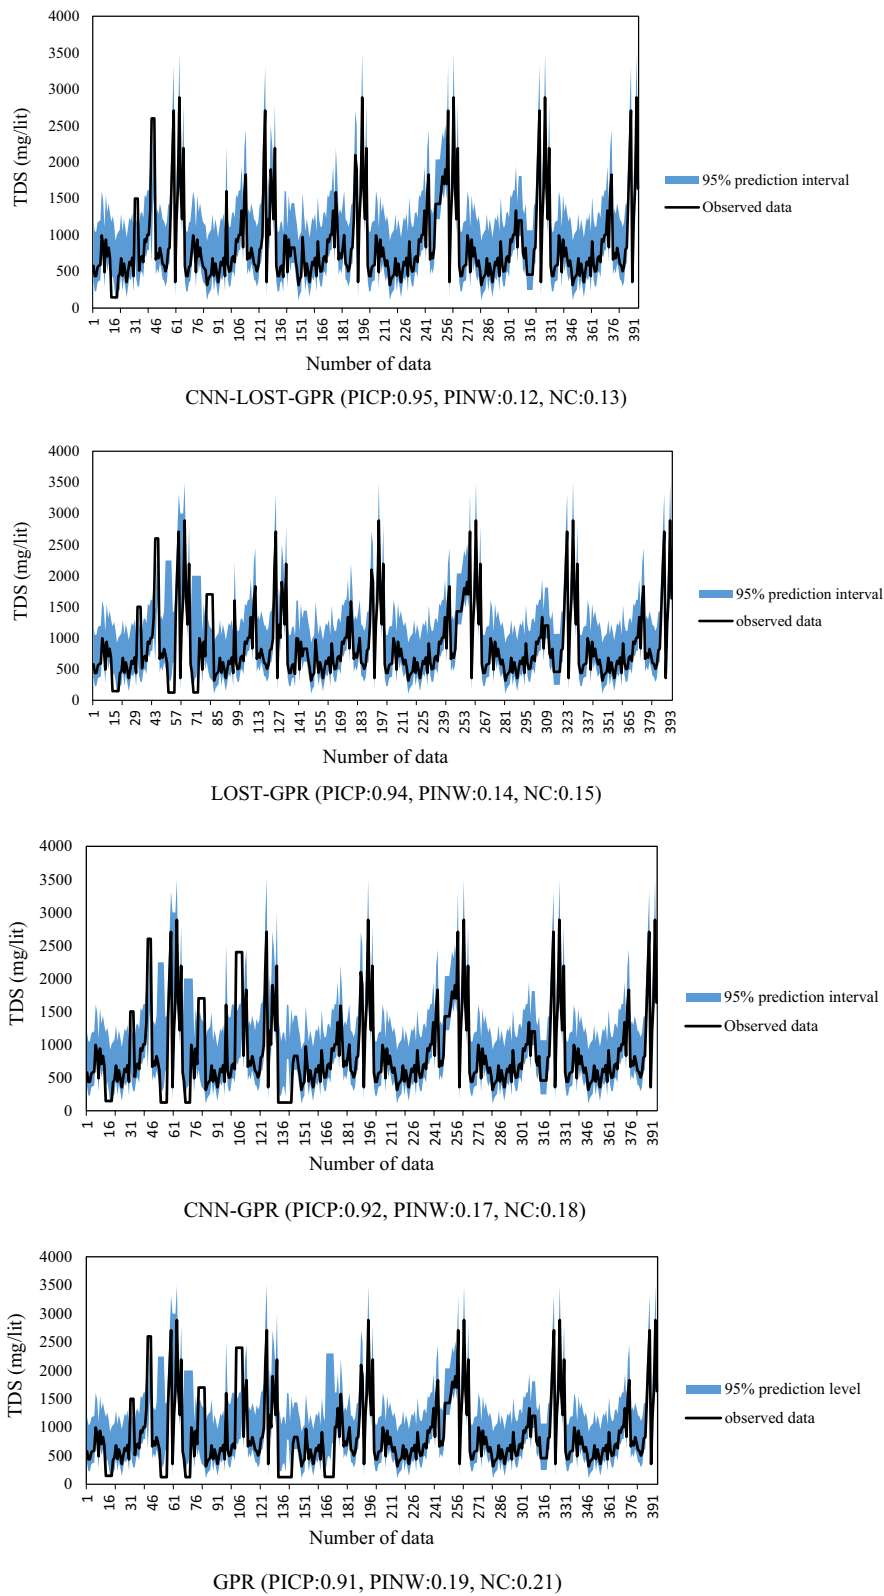 4000
3500
3000
2500
2000
1500
1000
500
0
TDS (mg/lit)
1 16 31 46 61 76 91 106 121 136 151 166 181 196 211 226 241 256 271 286 301 316 331 346 361 376 391
Number of data
95% prediction interval
Observed data
CNN-LOST-GPR (PICP:0.95, PINW:0.12, NC:0.13)
4000
3500
3000
2500
2000
1500
1000
500
0
TDS (mg/lit)
1 15 29 43 57 71 85 99 113 127 141 155 169 183 197 211 225 239 253 267 281 295 309 323 337 351 365 379 393
Number of data
95% prediction interval
observed data
LOST-GPR (PICP:0.94, PINW:0.14, NC:0.15)
4000
3500
3000
2500
2000
1500
1000
500
0
TDS (mg/lit)
1 16 31 46 61 76 91 106 121 136 151 166 181 196 211 226 241 256 271 286 301 316 331 346 361 376 391
Number of data
95% prediction interval
Observed data
CNN-GPR (PICP:0.92, PINW:0.17, NC:0.18)
4000
3500
3000
2500
2000
1500
1000
500
0
TDS (mg/lit)
1 16 31 46 61 76 91 106 121 136 151 166 181 196 211 226 241 256 271 286 301 316 331 346 361 376 391
Number of data
95% prediction level
observed data
GPR (PICP:0.91, PINW:0.19, NC:0.21)